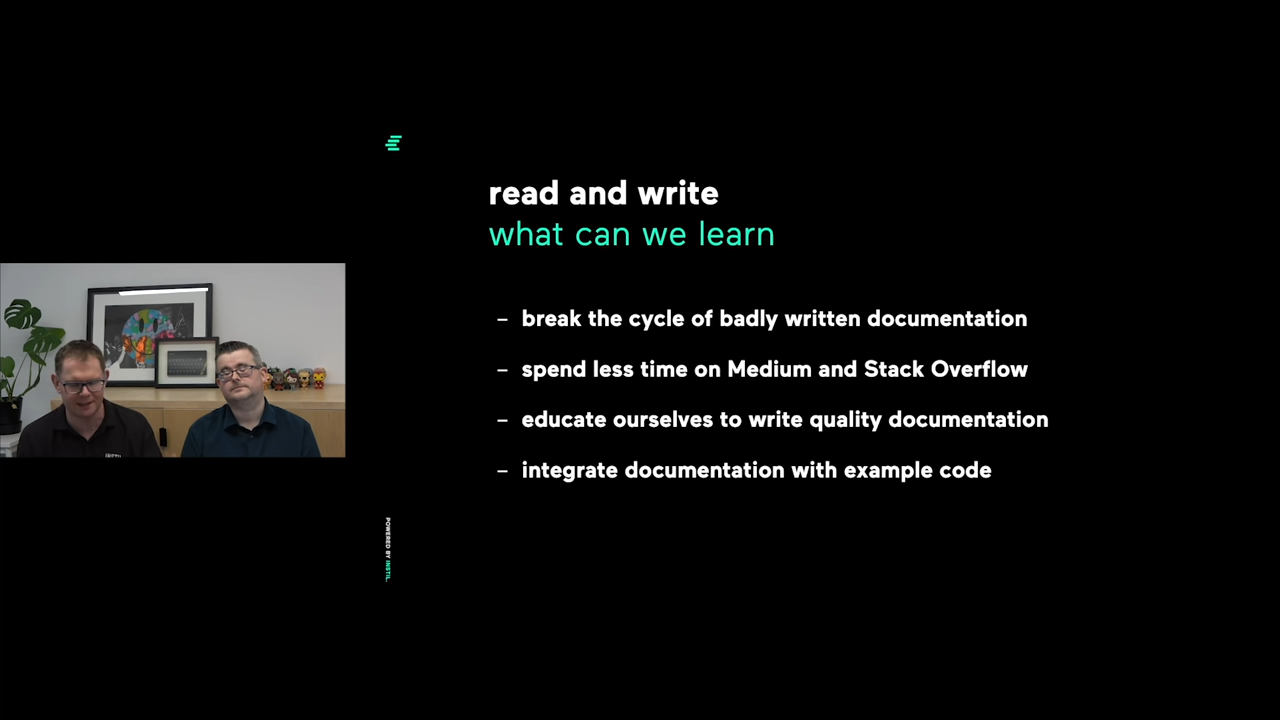 read and write
what can we learn
– break the cycle of badly written documentation
– spend less time on Medium and Stack Overflow
– educate ourselves to write quality documentation
– integrate documentation with example code
POWERED BY INSTIL.